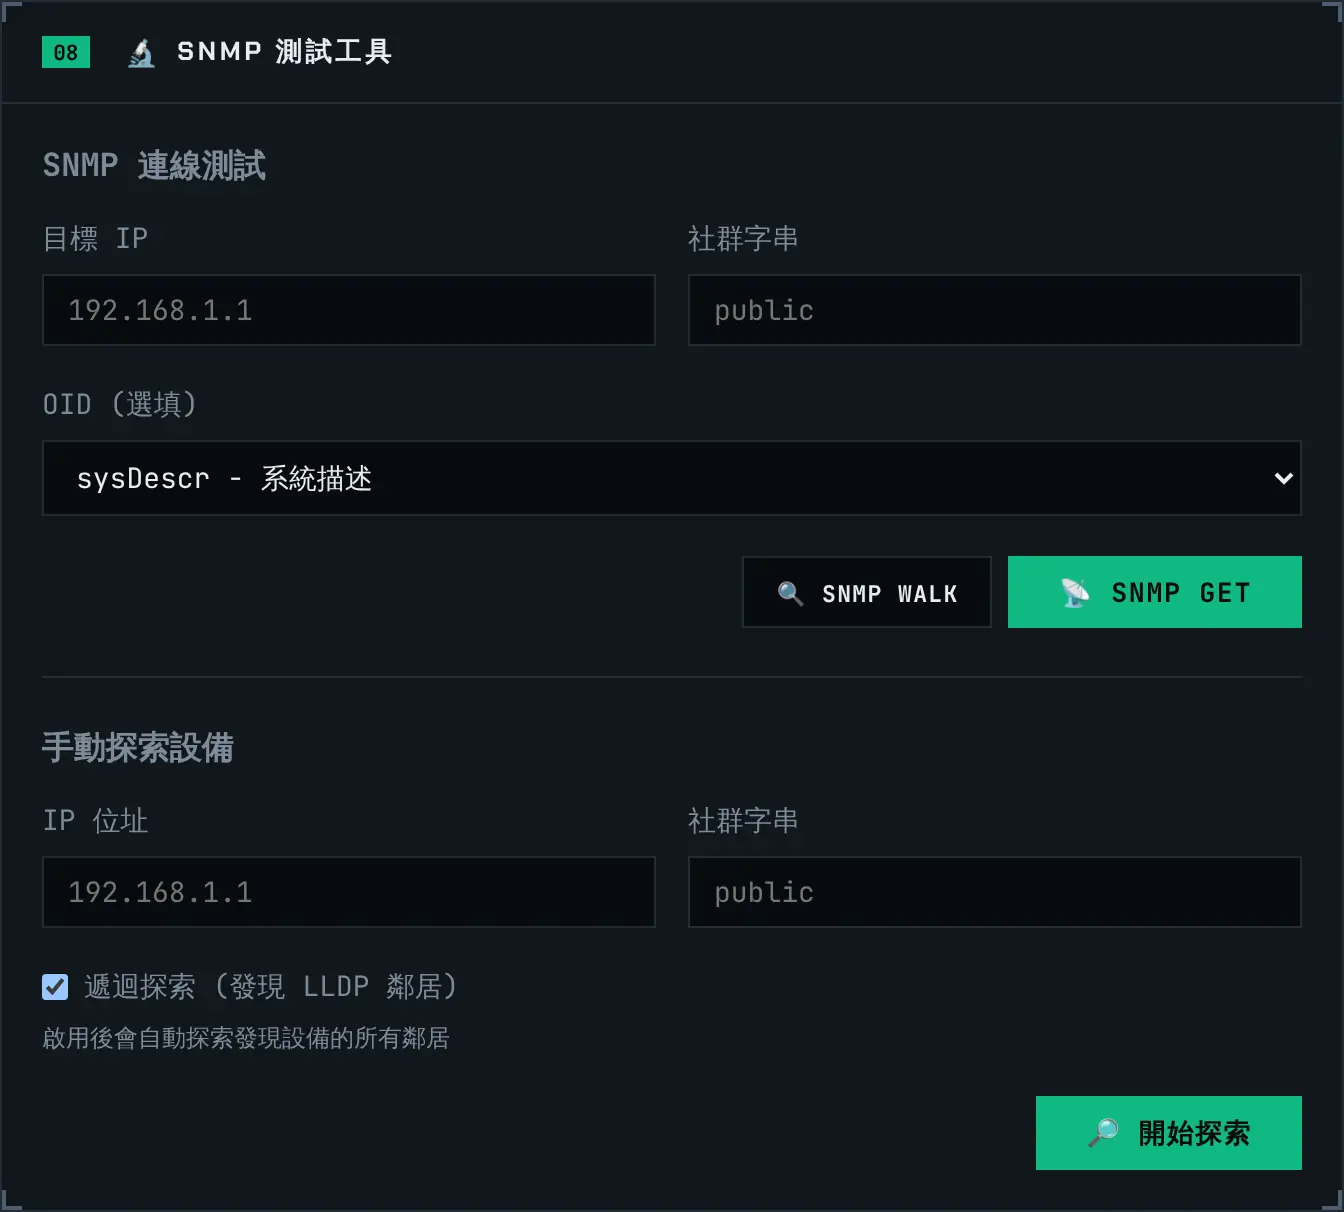 08 SNMP 測試工具
SNMP 連線測試
目標 IP 社群字串
192.168.1.1 public
OID (選填)
sysDescr - 系統描述
SNMP WALK SNMP GET
手動探索設備
IP 位址 社群字串
192.168.1.1 public
遞迴探索 (發現 LLDP 鄰居)
啟用後會自動探索發現設備的所有鄰居
開始探索